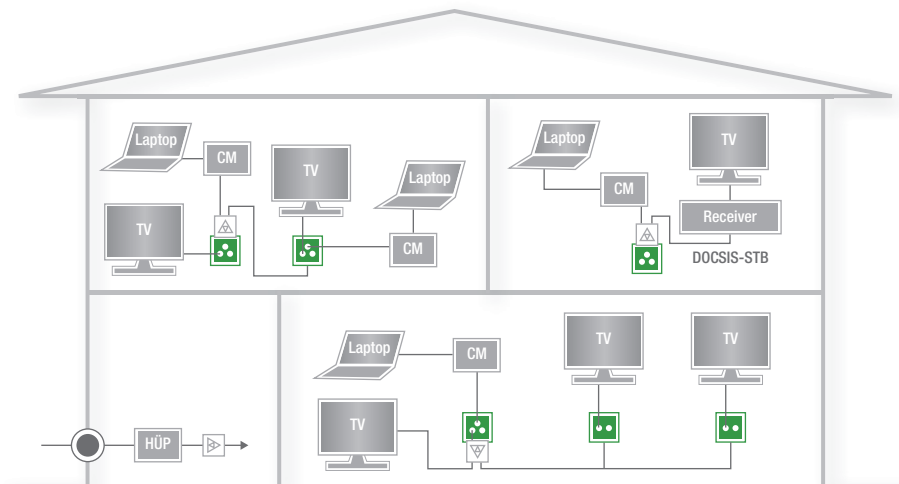 Laptop
CM
TV
Laptop
TV
CM
Laptop
CM
TV
Receiver
DOCSIS-STB
HÜP
Laptop
CM
TV
TV
TV